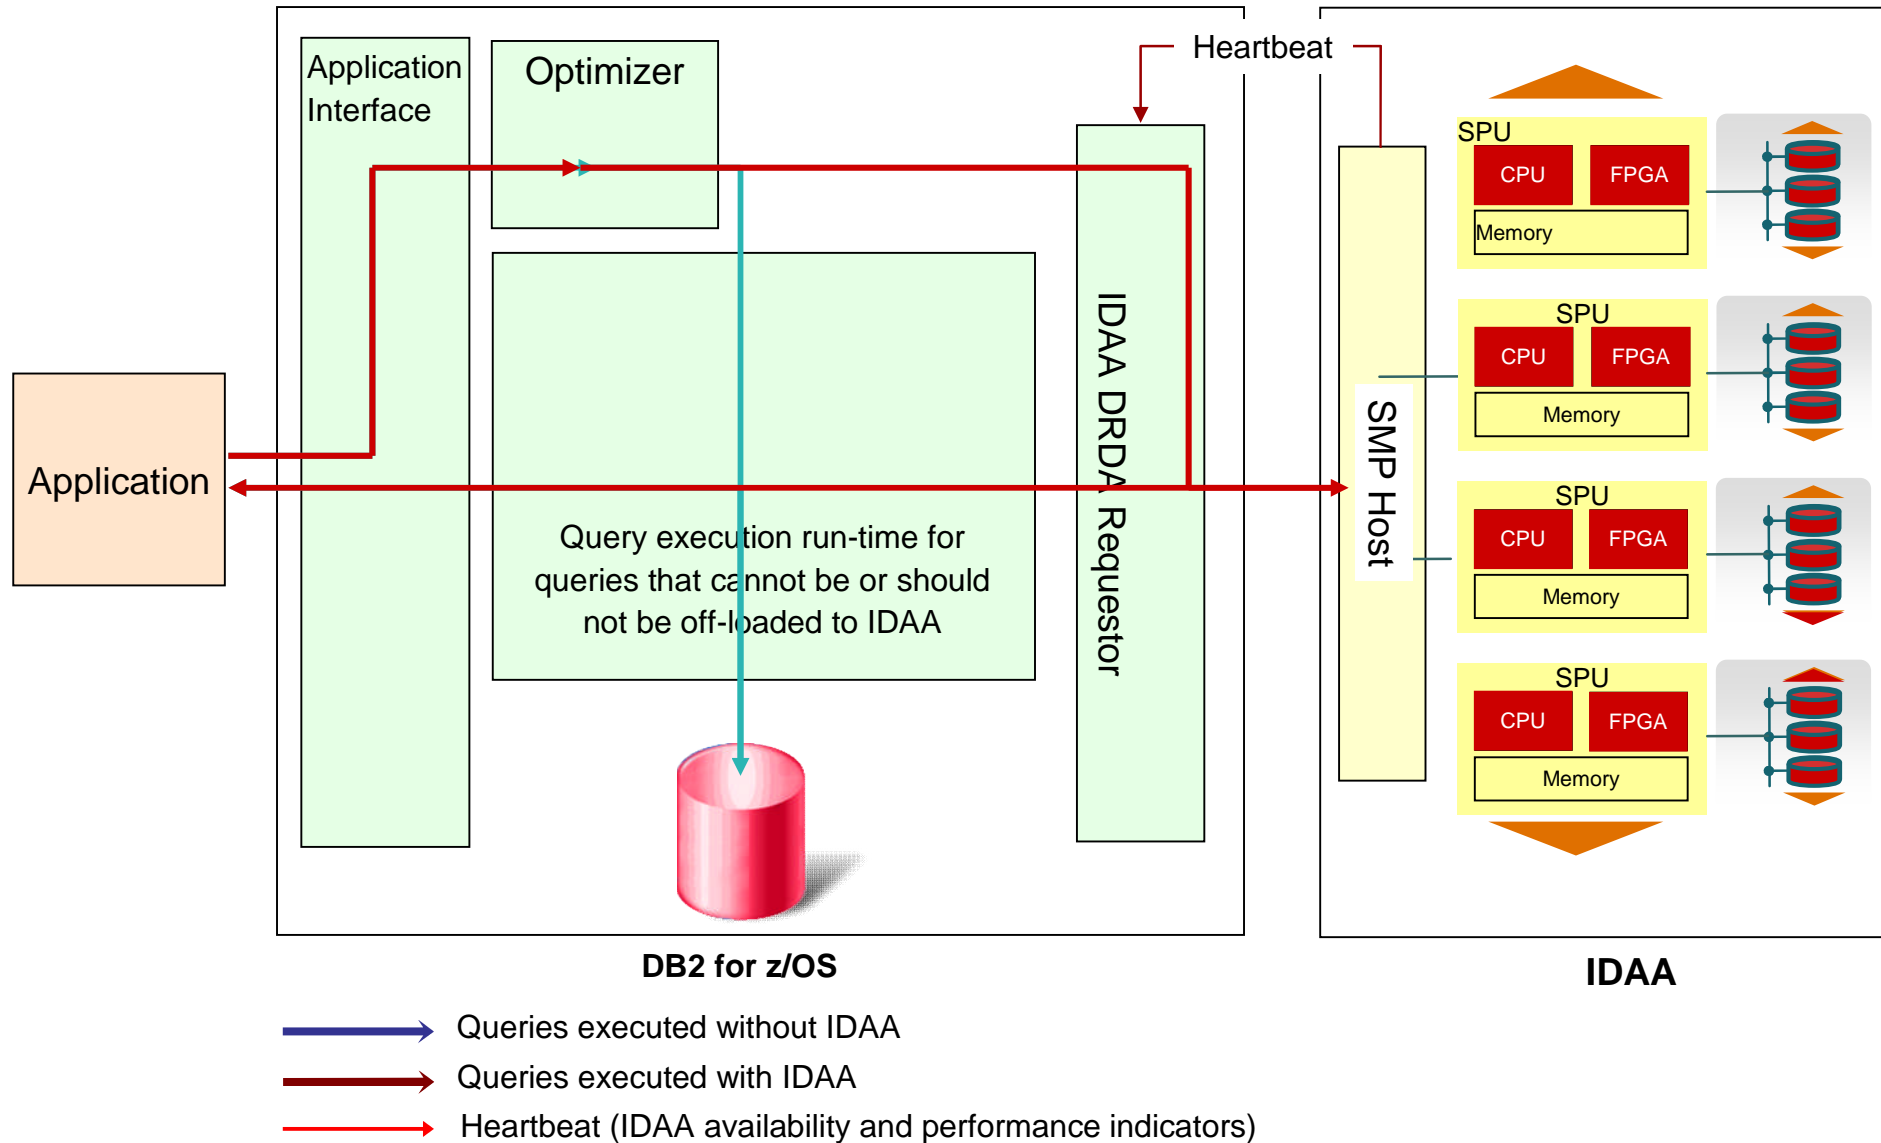 Application
Interface
Optimizer
Heartbeat
Application
Query execution run-time for
queries that cannot be or should
not be off-loaded to IDAA
IDAA DRDA Requestor
SMP Host
SPU
CPU
FPGA
Memory
SPU
CPU
FPGA
Memory
SPU
CPU
FPGA
Memory
SPU
CPU
FPGA
Memory
DB2 for z/OS
IDAA
Queries executed without IDAA
Queries executed with IDAA
Heartbeat (IDAA availability and performance indicators)